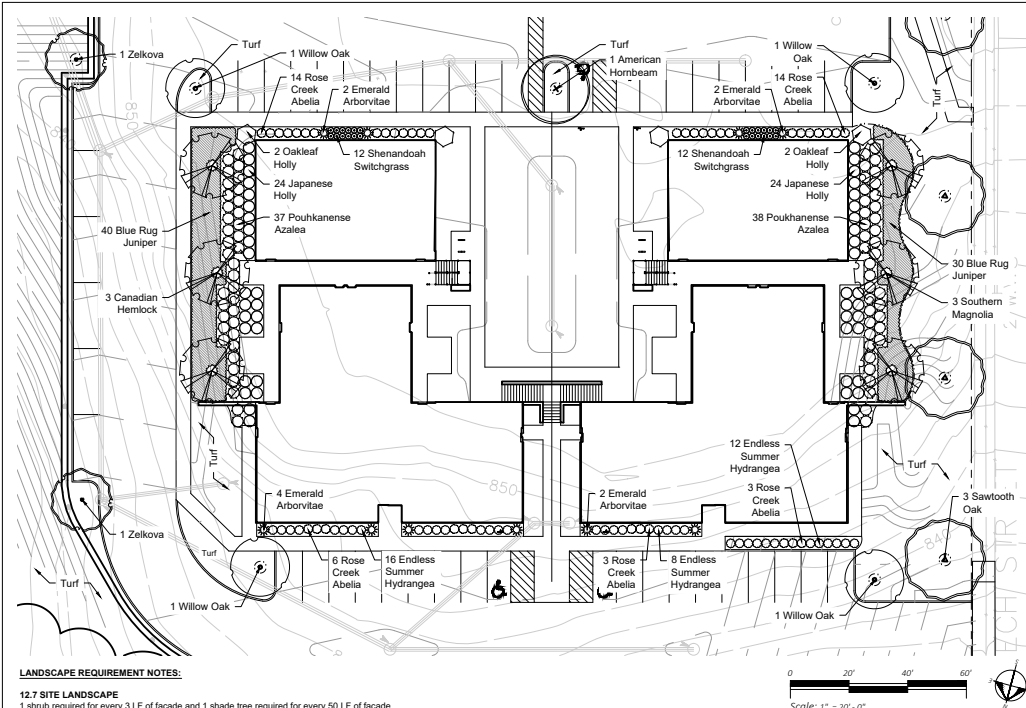 1 Zelkova
Turf
1 Willow Oak
Turf
1 American
Hornbeam
1 Willow
Oak
Turf
14 Rose
Creek
Abelia
2 Emerald
Arborvitae
2 Emerald
Arborvitae
14 Rose
Creek
Abelia
2 Oakleaf
Holly
12 Shenandoah
Switchgrass
12 Shenandoah
Switchgrass
2 Oakleaf
Holly
24 Japanese
Holly
24 Japanese
Holly
37 Pouhkanense
Azalea
38 Poukhanense
Azalea
40 Blue Rug
Juniper
30 Blue Rug
Juniper
3 Canadian
Hemlock
3 Southern
Magnolia
850
850
840
Turf
Turf
12 Endless
Summer
Hydrangea
3 Rose
Creek
Abelia
4 Emerald
Arborvitae
2 Emerald
Arborvitae
3 Sawtooth
Oak
1 Zelkova
Turf
6 Rose
Creek
Abelia
16 Endless
Summer
Hydrangea
3 Rose
Creek
Abelia
8 Endless
Summer
Hydrangea
Turf
1 Willow Oak
1 Willow Oak
LANDSCAPE REQUIREMENT NOTES:
12.7 SITE LANDSCAPE
1 shrub required for every 3 LF of facade and 1 shade tree required for every 50 LF of facade
0 20' 40' 60'
Scale: 1" = 20'-0"